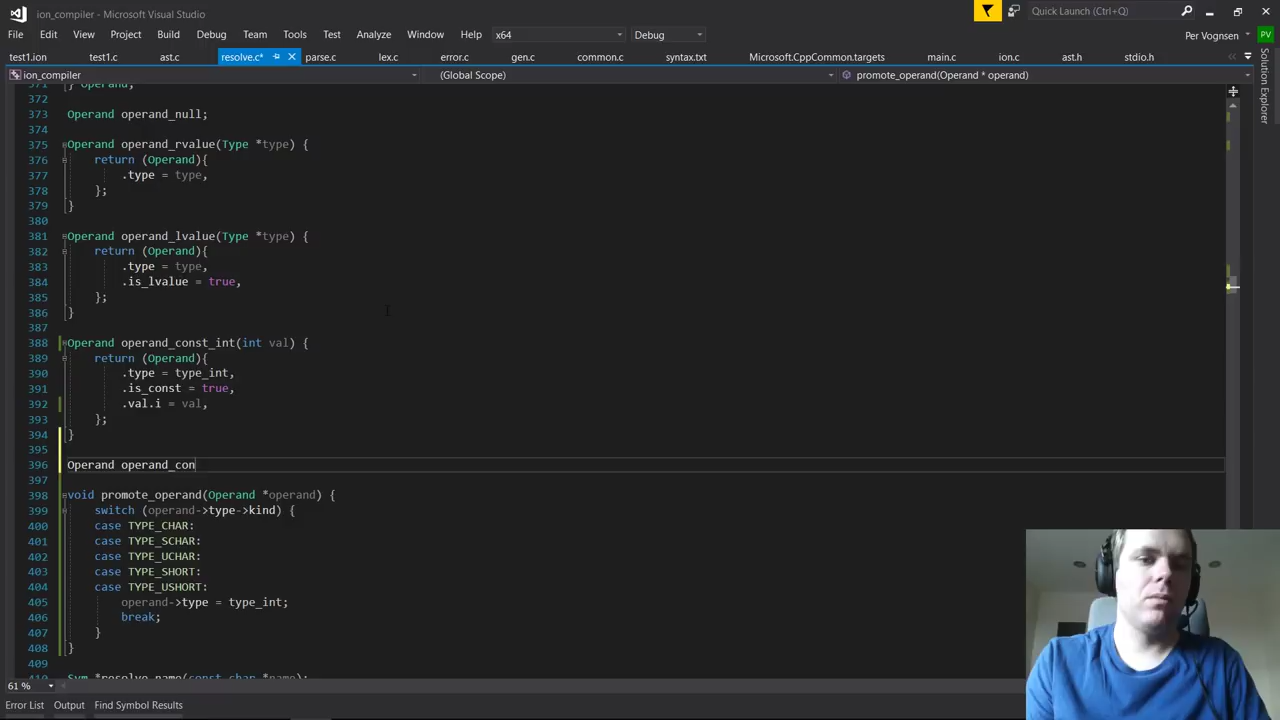 ion_compiler - Microsoft Visual Studio
Quick Launch (Ctrl+Q)
File Edit View Project Build Debug Team Tools Test Analyze Window Help x64 Debug
Per Vognsen PV
test1.ion test1.c ast.c resolve.c* parse.c lex.c error.c gen.c common.c syntax.txt Microsoft.CppCommon.targets main.c ion.c ast.h stdio.h
ion_compiler (Global Scope) promote_operand(Operand * operand)
Solution Explorer
371 } Operand;
372
373 Operand operand_null;
374
375 Operand operand_rvalue(Type *type) {
376 return (Operand){
377 .type = type,
378 };
379 }
380
381 Operand operand_lvalue(Type *type) {
382 return (Operand){
383 .type = type,
384 .is_lvalue = true,
385 };
386 }
387
388 Operand operand_const_int(int val) {
389 return (Operand){
390 .type = type_int,
391 .is_const = true,
392 .val.i = val,
393 };
394 }
395
396 Operand operand_con
397
398 void promote_operand(Operand *operand) {
399 switch (operand->type->kind) {
400 case TYPE_CHAR:
401 case TYPE_SCHAR:
402 case TYPE_UCHAR:
403 case TYPE_SHORT:
404 case TYPE_USHORT:
405 operand->type = type_int;
406 break;
407 }
408 }
409
410 Sym *resolve_name(const char *name);
61 %
Error List Output Find Symbol Results